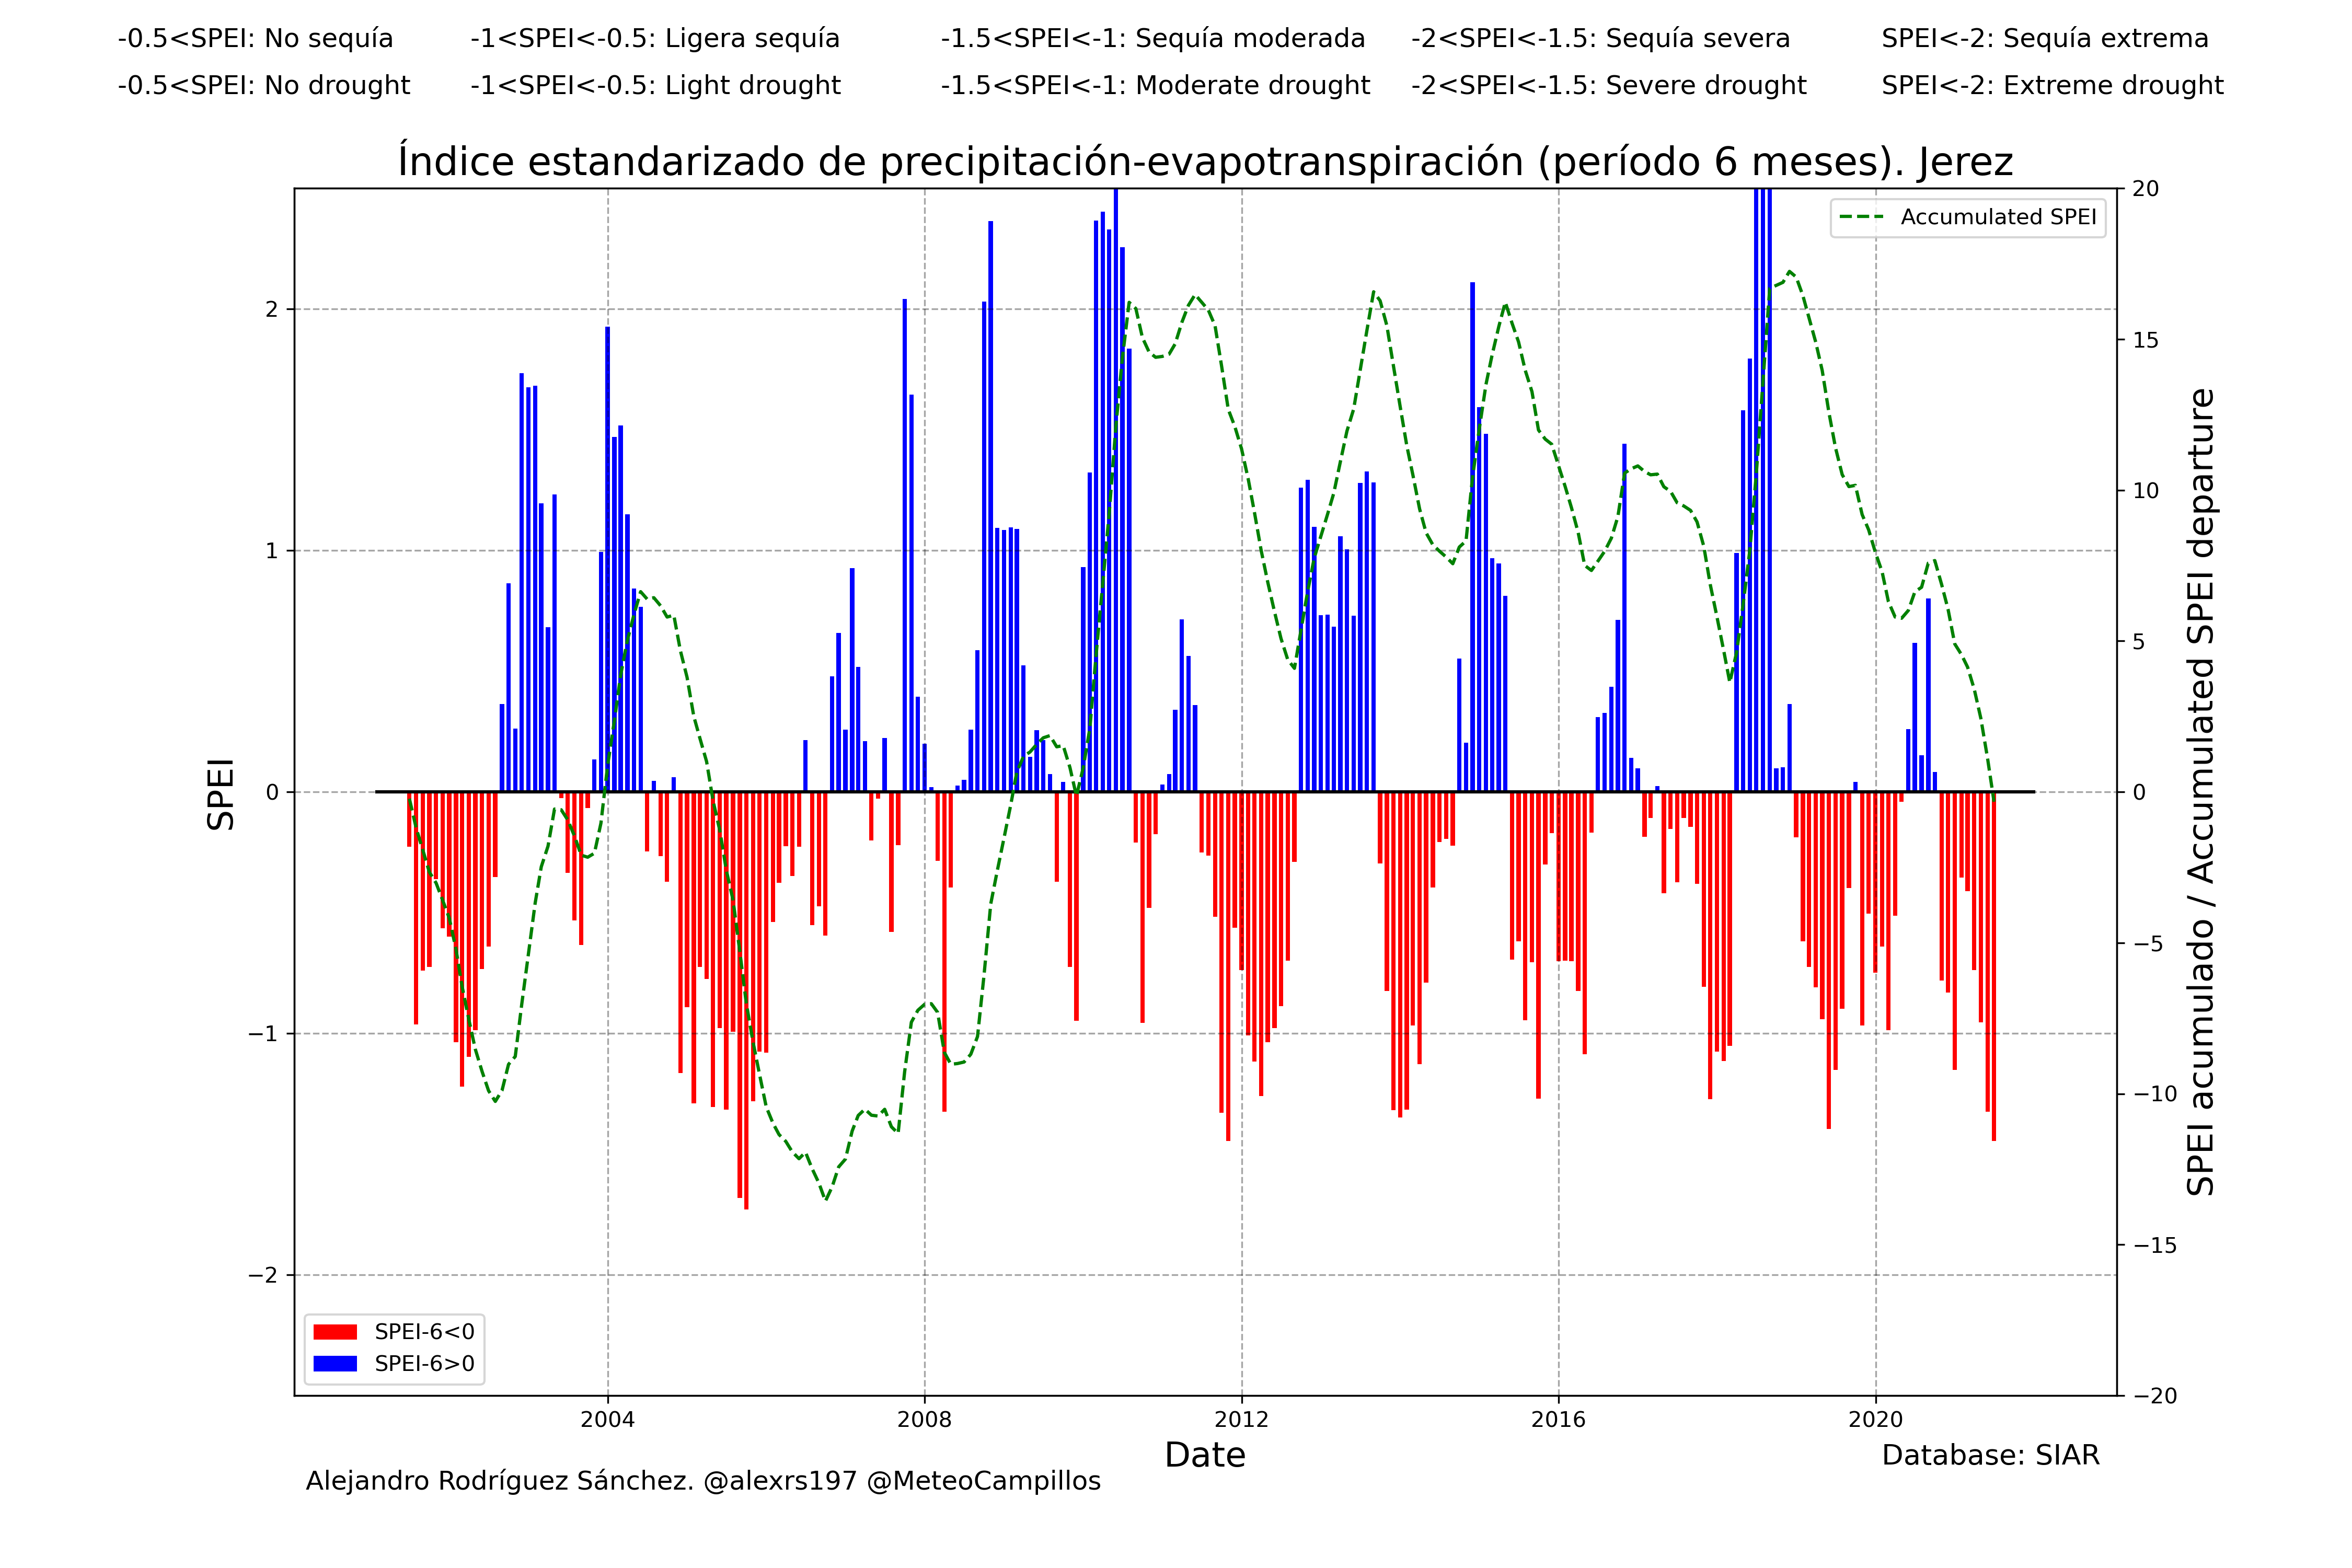 -0.5<SPEI: No sequía -1<SPEI<-0.5: Ligera sequía -1.5<SPEI<-1: Sequía moderada -2<SPEI<-1.5: Sequía severa SPEI<-2: Sequía extrema
-0.5<SPEI: No drought -1<SPEI<-0.5: Light drought -1.5<SPEI<-1: Moderate drought -2<SPEI<-1.5: Severe drought SPEI<-2: Extreme drought
Índice estandarizado de precipitación-evapotranspiración (período 6 meses). Jerez
Accumulated SPEI
SPEI
2
1
0
−1
−2
20
15
10
5
0
−5
−10
−15
−20
SPEI acumulado / Accumulated SPEI departure
SPEI-6<0
SPEI-6>0
2004 2008 2012 2016 2020
Date
Database: SIAR
Alejandro Rodríguez Sánchez. @alexrs197 @MeteoCampillos